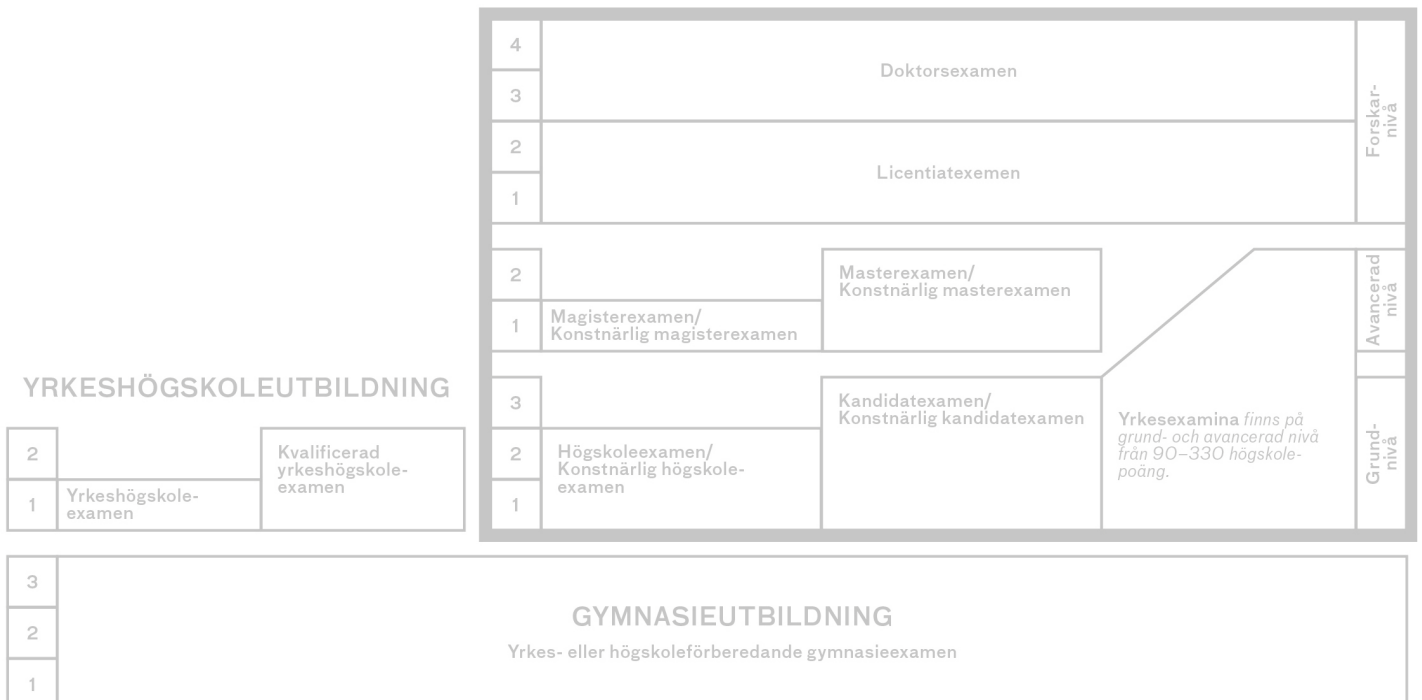 4
Doktorsexamen
3
2
Licentiatexemen
1
Forskar-
nivå
2
Masterexamen/
Konstnärlig masterexamen
1
Magisterexamen/
Konstnärlig magisterexamen
Avancerad
nivå
3
Kandidatexamen/
Konstnärlig kandidatexamen
2
Högskoleexamen/
Konstnärlig högskole-
examen
1
Yrkesexamina finns på
grund- och avancerad nivå
från 90–330 högskole-
poäng.
Grund-
nivå
YRKESHÖGSKOLEUTBILDNING
2
Kvalificerad
yrkeshögskole-
examen
1
Yrkeshögskole-
examen
3
2
1
GYMNASIEUTBILDNING
Yrkes- eller högskoleförberedande gymnasieexamen